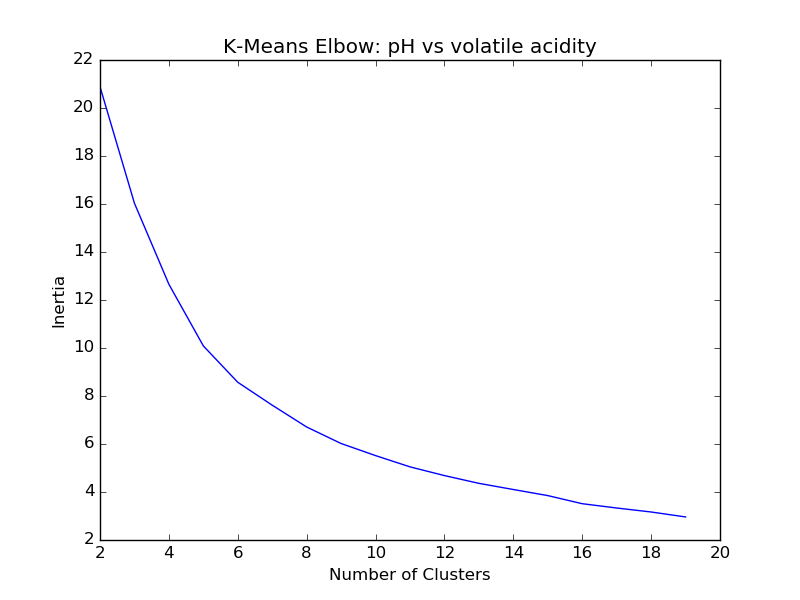 K-Means Elbow: pH vs volatile acidity
22
20
18
16
14
12
10
8
6
4
2
Inertia
2 4 6 8 10 12 14 16 18 20
Number of Clusters